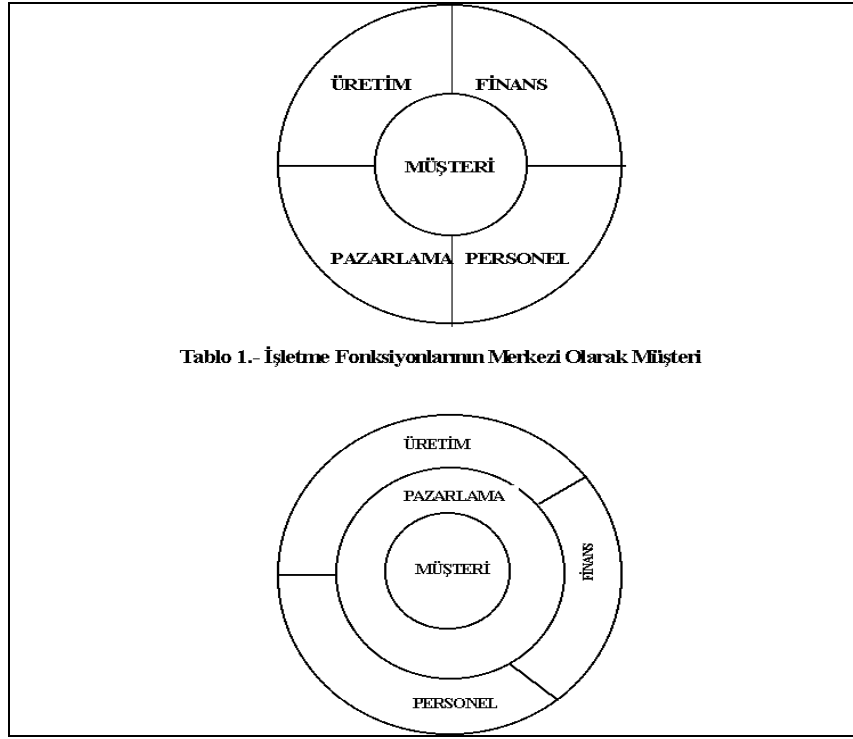 ÜRETİM FİNANS
MÜŞTERİ
PAZARLAMA PERSONEL
Tablo 1.- İşletme Fonksiyonlarının Merkezi Olarak Müşteri
ÜRETİM
PAZARLAMA
MÜŞTERİ
FİNANS
PERSONEL